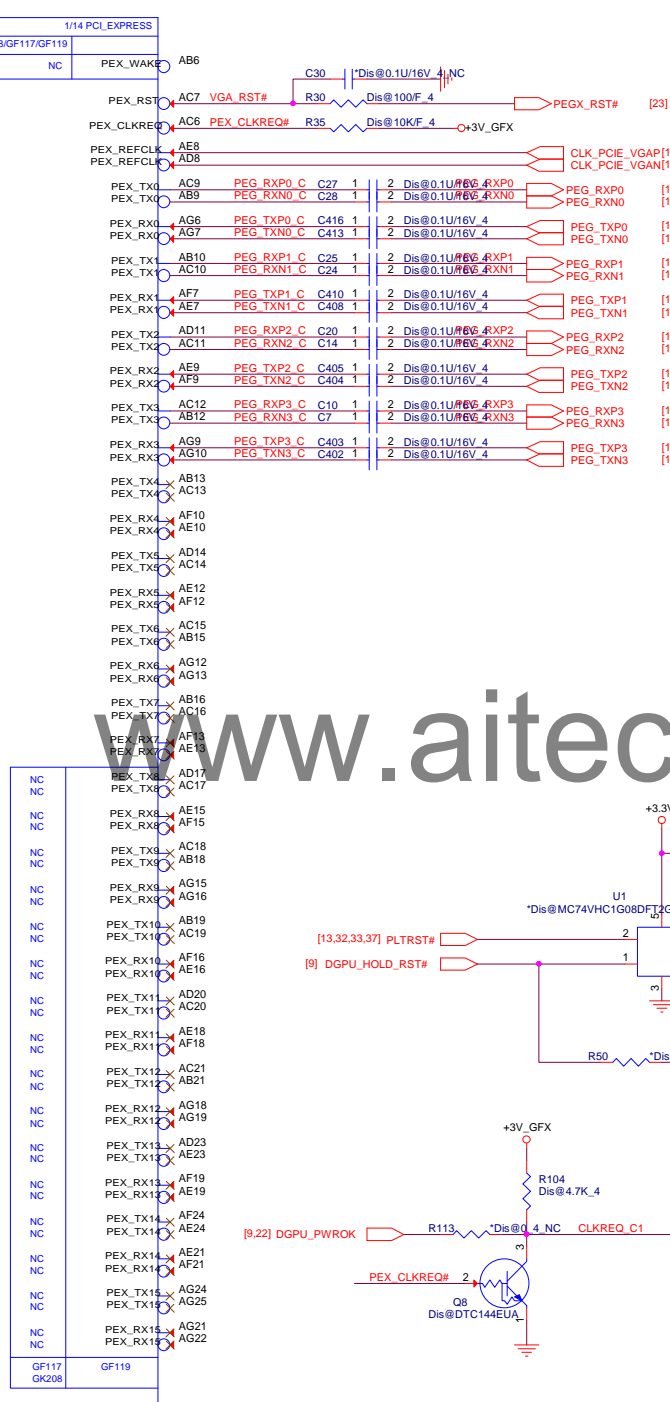 1/14 PCI_EXPRESS
/GF117/GF119
NC PEX_WAKE AB6
C30 *Dis@0.1U/16V_4_NC
PEX_RST AC7 VGA_RST# R30 Dis@100/F_4 PEGX_RST# [23]
PEX_CLKREQ AC6 PEX_CLKREQ# R35 Dis@10K/F_4 +3V_GFX
PEX_REFCLK AE8 CLK_PCIE_VGAP
PEX_REFCLK AD8 CLK_PCIE_VGAN
PEX_TX0 AC9 PEG_RXP0_C C27 1 2 Dis@0.1U/16V_4 PEG_RXP0 PEG_RXP0
PEX_TX0 AB9 PEG_RXN0_C C28 1 2 Dis@0.1U/16V_4 PEG_RXN0 PEG_RXN0
PEX_RX0 AG6 PEG_TXP0_C C416 1 2 Dis@0.1U/16V_4 PEG_TXP0
PEX_RX0 AG7 PEG_TXN0_C C413 1 2 Dis@0.1U/16V_4 PEG_TXN0
PEX_TX1 AB10 PEG_RXP1_C C25 1 2 Dis@0.1U/16V_4 PEG_RXP1 PEG_RXP1
PEX_TX1 AC10 PEG_RXN1_C C24 1 2 Dis@0.1U/16V_4 PEG_RXN1 PEG_RXN1
PEX_RX1 AF7 PEG_TXP1_C C410 1 2 Dis@0.1U/16V_4 PEG_TXP1
PEX_RX1 AE7 PEG_TXN1_C C408 1 2 Dis@0.1U/16V_4 PEG_TXN1
PEX_TX2 AD11 PEG_RXP2_C C20 1 2 Dis@0.1U/16V_4 PEG_RXP2 PEG_RXP2
PEX_TX2 AC11 PEG_RXN2_C C14 1 2 Dis@0.1U/16V_4 PEG_RXN2 PEG_RXN2
PEX_RX2 AE9 PEG_TXP2_C C405 1 2 Dis@0.1U/16V_4 PEG_TXP2
PEX_RX2 AF9 PEG_TXN2_C C404 1 2 Dis@0.1U/16V_4 PEG_TXN2
PEX_TX3 AC12 PEG_RXP3_C C10 1 2 Dis@0.1U/16V_4 PEG_RXP3 PEG_RXP3
PEX_TX3 AB12 PEG_RXN3_C C7 1 2 Dis@0.1U/16V_4 PEG_RXN3 PEG_RXN3
PEX_RX3 AG9 PEG_TXP3_C C403 1 2 Dis@0.1U/16V_4 PEG_TXP3
PEX_RX3 AG10 PEG_TXN3_C C402 1 2 Dis@0.1U/16V_4 PEG_TXN3
PEX_TX4 AB13
PEX_TX4 AC13
PEX_RX4 AF10
PEX_RX4 AE10
PEX_TX5 AD14
PEX_TX5 AC14
PEX_RX5 AE12
PEX_RX5 AF12
PEX_TX6 AC15
PEX_TX6 AB15
PEX_RX6 AG12
PEX_RX6 AG13
PEX_TX7 AB16
PEX_TX7 AC16
PEX_RX7 AF13
PEX_RX7 AE13
www.aitec
NC PEX_TX8 AD17
NC PEX_TX8 AC17
NC PEX_RX8 AE15
NC PEX_RX8 AF15
NC PEX_TX9 AC18
NC PEX_TX9 AB18
NC PEX_RX9 AG15
NC PEX_RX9 AG16
NC PEX_TX10 AB19
NC PEX_TX10 AC19
NC PEX_RX10 AF16
NC PEX_RX10 AE16
NC PEX_TX11 AD20
NC PEX_TX11 AC20
NC PEX_RX11 AE18
NC PEX_RX11 AF18
NC PEX_TX12 AC21
NC PEX_TX12 AB21
NC PEX_RX12 AG18
NC PEX_RX12 AG19
NC PEX_TX13 AD23
NC PEX_TX13 AE23
NC PEX_RX13 AF19
NC PEX_RX13 AE19
NC PEX_TX14 AF24
NC PEX_TX14 AE24
NC PEX_RX14 AE21
NC PEX_RX14 AF21
NC PEX_TX15 AG24
NC PEX_TX15 AG25
NC PEX_RX15 AG21
NC PEX_RX15 AG22
GF117 GF119
GK208
+3.3V
U1
*Dis@MC74VHC1G08DFT2G
5
[13,32,33,37] PLTRST# 2
[9] DGPU_HOLD_RST# 1
3
R50 *Dis
+3V_GFX
R104
Dis@4.7K_4
[9,22] DGPU_PWROK R113 *Dis@0_4_NC CLKREQ_C1
3
PEX_CLKREQ# 2
Q8
Dis@DTC144EUA
1